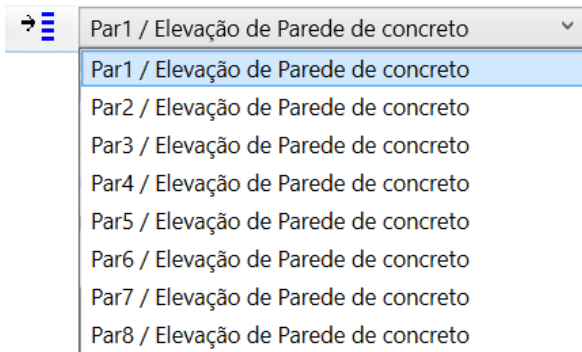 Par1 / Elevação de Parede de concreto
Par1 / Elevação de Parede de concreto
Par2 / Elevação de Parede de concreto
Par3 / Elevação de Parede de concreto
Par4 / Elevação de Parede de concreto
Par5 / Elevação de Parede de concreto
Par6 / Elevação de Parede de concreto
Par7 / Elevação de Parede de concreto
Par8 / Elevação de Parede de concreto